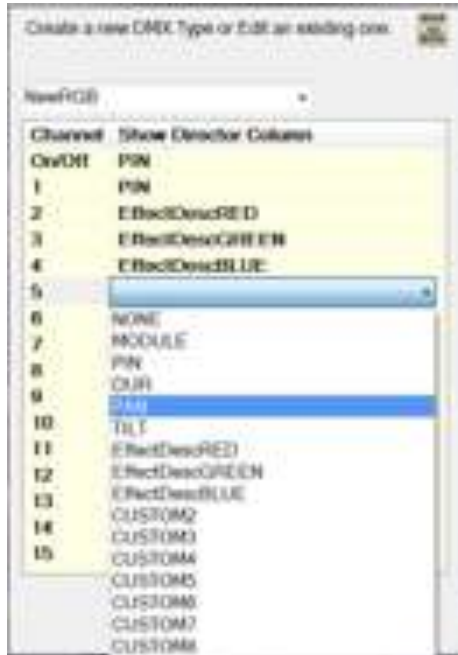 Create a new DMX Type or Edit an existing one.
NewRGB
Channel Show Director Column
On/Off PIN
1 PIN
2 EffectDescRED
3 EffectDescGREEN
4 EffectDescBLUE
5
6 NONE
7 MODULE
8 PIN
9 DUR
PAN
10 TILT
11 EffectDescRED
12 EffectDescGREEN
13 EffectDescBLUE
14 CUSTOM2
15 CUSTOM3
CUSTOM4
CUSTOM5
CUSTOM6
CUSTOM7
CUSTOM8